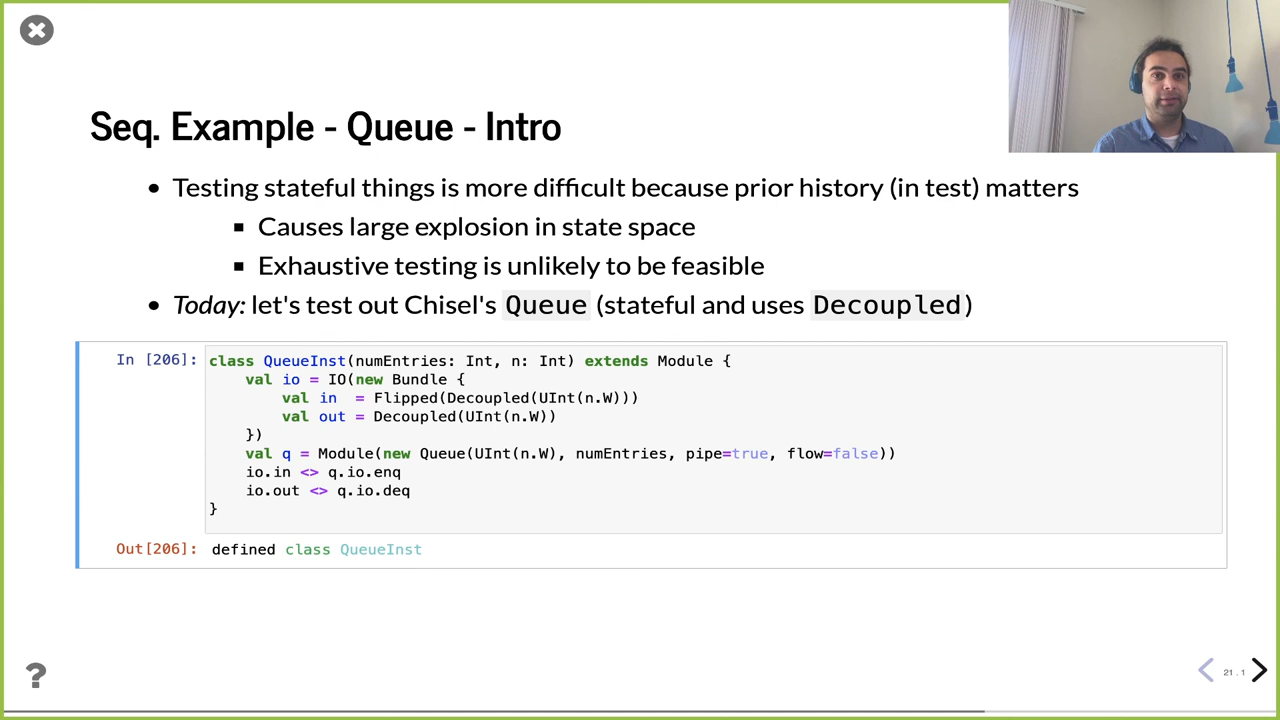 Seq. Example - Queue - Intro
• Testing stateful things is more difficult because prior history (in test) matters
▪ Causes large explosion in state space
▪ Exhaustive testing is unlikely to be feasible
• Today: let's test out Chisel's Queue (stateful and uses Decoupled)
In [206]: class QueueInst(numEntries: Int, n: Int) extends Module {
    val io = IO(new Bundle {
        val in  = Flipped(Decoupled(UInt(n.W)))
        val out = Decoupled(UInt(n.W))
    })
    val q = Module(new Queue(UInt(n.W), numEntries, pipe=true, flow=false))
    io.in <> q.io.enq
    io.out <> q.io.deq
}
Out[206]: defined class QueueInst
?
21 . 1